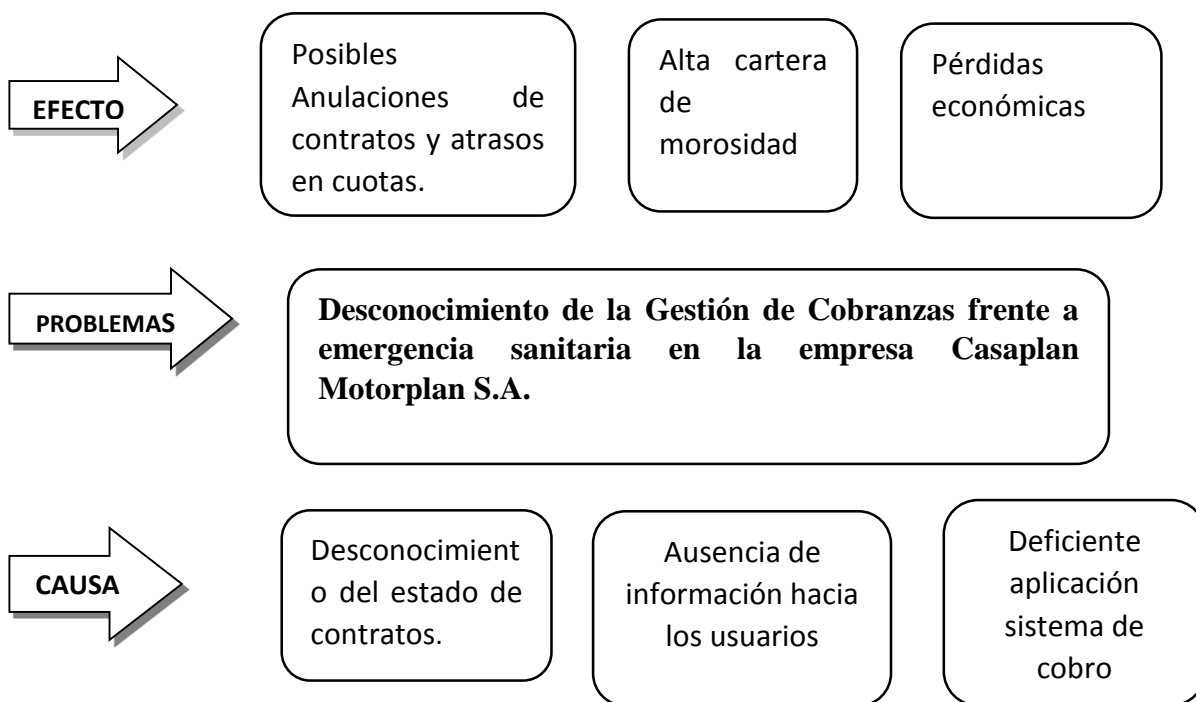 EFECTO
Posibles
Anulaciones de
contratos y atrasos
en cuotas.
Alta cartera
de
morosidad
Pérdidas
económicas
PROBLEMAS
Desconocimiento de la Gestión de Cobranzas frente a
emergencia sanitaria en la empresa Casaplan
Motorplan S.A.
CAUSA
Desconocimient
o del estado de
contratos.
Ausencia de
información hacia
los usuarios
Deficiente
aplicación
sistema de
cobro